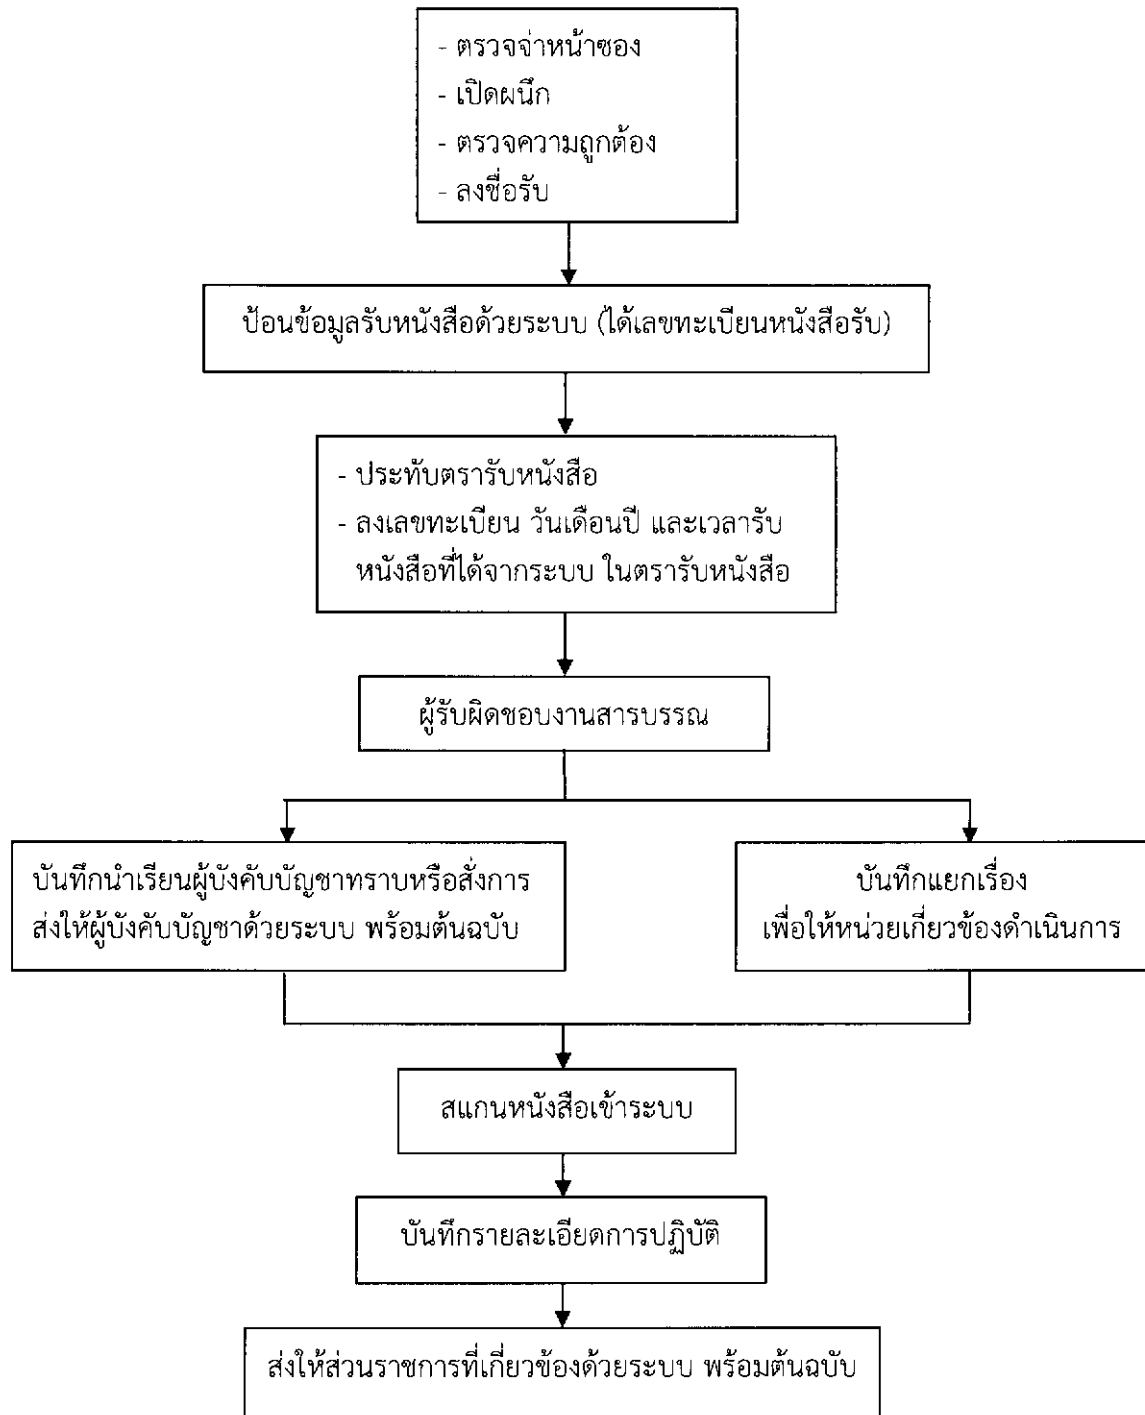 - ตรวจจ่าหน้าซอง
- เปิดผนึก
- ตรวจความถูกต้อง
- ลงชื่อรับ
ป้อนข้อมูลรับหนังสือด้วยระบบ (ได้เลขทะเบียนหนังสือรับ)
- ประทับตรารับหนังสือ
- ลงเลขทะเบียน วันเดือนปี และเวลารับ
หนังสือที่ได้จากระบบ ในตรารับหนังสือ
ผู้รับผิดชอบงานสารบรรณ
บันทึกนำเรียนผู้บังคับบัญชาทราบหรือสั่งการ
ส่งให้ผู้บังคับบัญชาด้วยระบบ พร้อมต้นฉบับ
บันทึกแยกเรื่อง
เพื่อให้หน่วยเกี่ยวข้องดำเนินการ
สแกนหนังสือเข้าระบบ
บันทึกรายละเอียดการปฏิบัติ
ส่งให้ส่วนราชการที่เกี่ยวข้องด้วยระบบ พร้อมต้นฉบับ